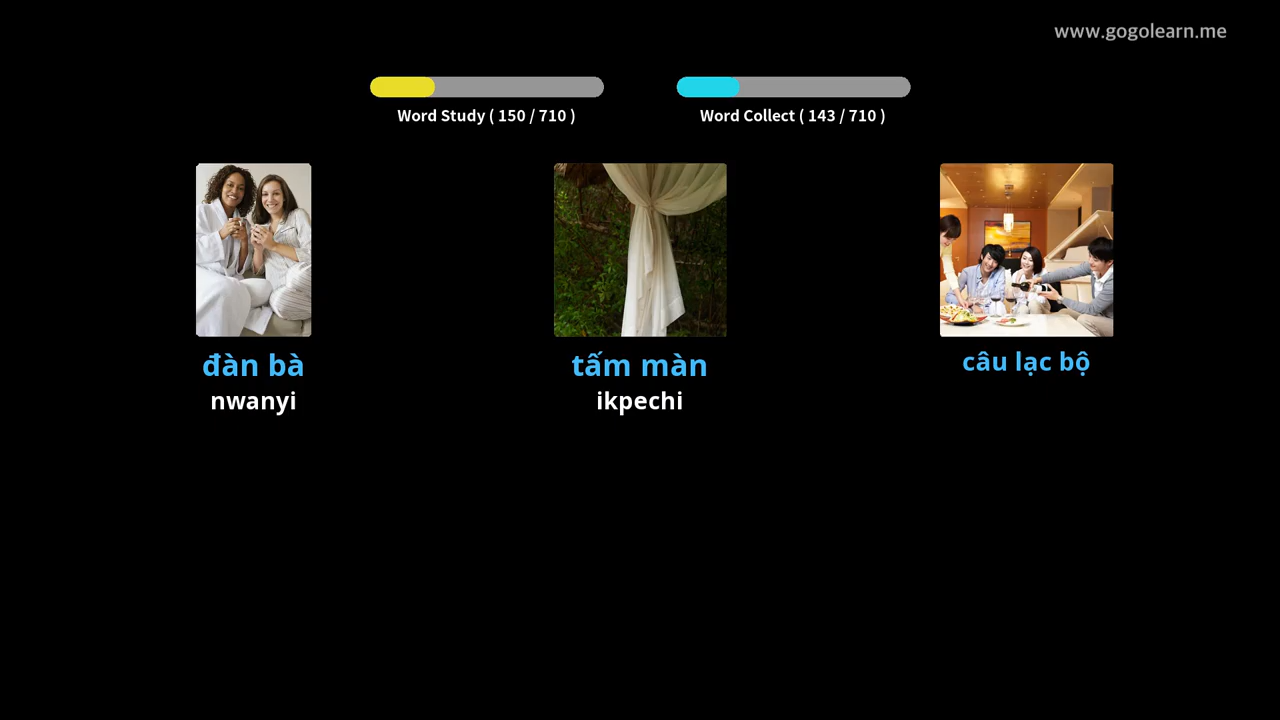 www.gogolearn.me
Word Study ( 150 / 710 )
Word Collect ( 143 / 710 )
đàn bà
nwanyi
tấm màn
ikpechi
câu lạc bộ